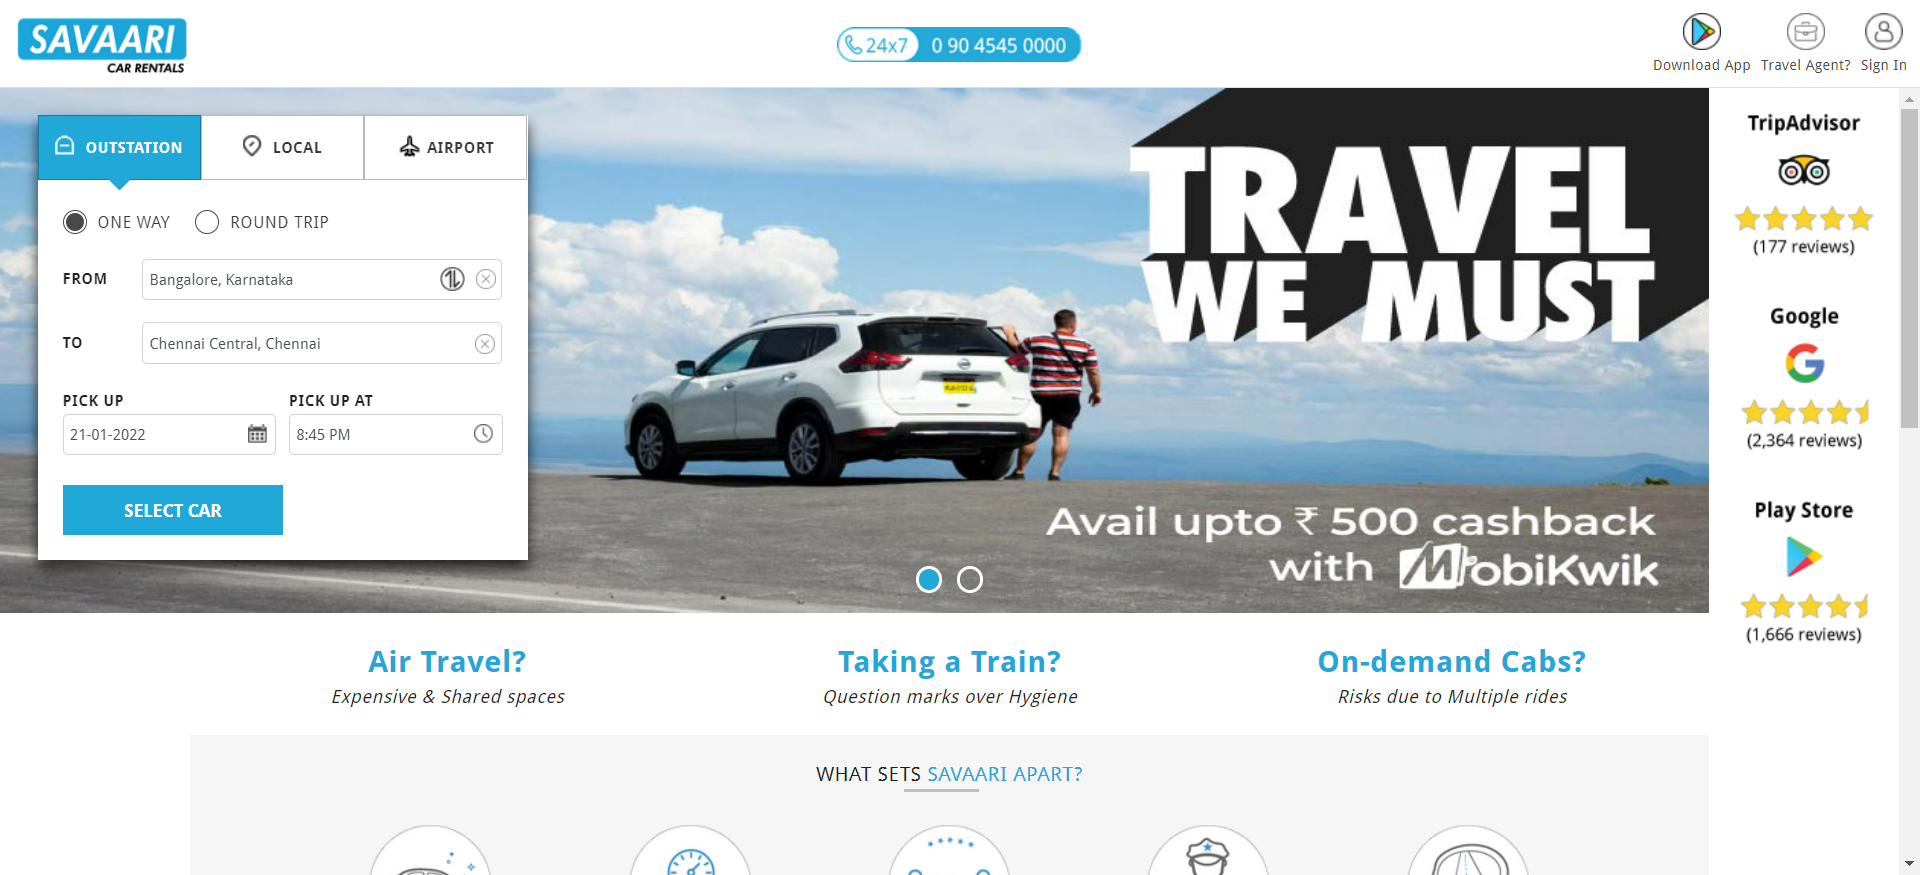 SAVAARI
CAR RENTALS
24x7 0 90 4545 0000
Download App
Travel Agent?
Sign In
OUTSTATION
LOCAL
AIRPORT
ONE WAY
ROUND TRIP
FROM
Bangalore, Karnataka
TO
Chennai Central, Chennai
PICK UP
PICK UP AT
21-01-2022
8:45 PM
SELECT CAR
TRAVEL
WE MUST
Avail upto ₹ 500 cashback
with MobiKwik
TripAdvisor
(177 reviews)
Google
(2,364 reviews)
Play Store
(1,666 reviews)
Air Travel?
Expensive & Shared spaces
Taking a Train?
Question marks over Hygiene
On-demand Cabs?
Risks due to Multiple rides
WHAT SETS SAVAARI APART?